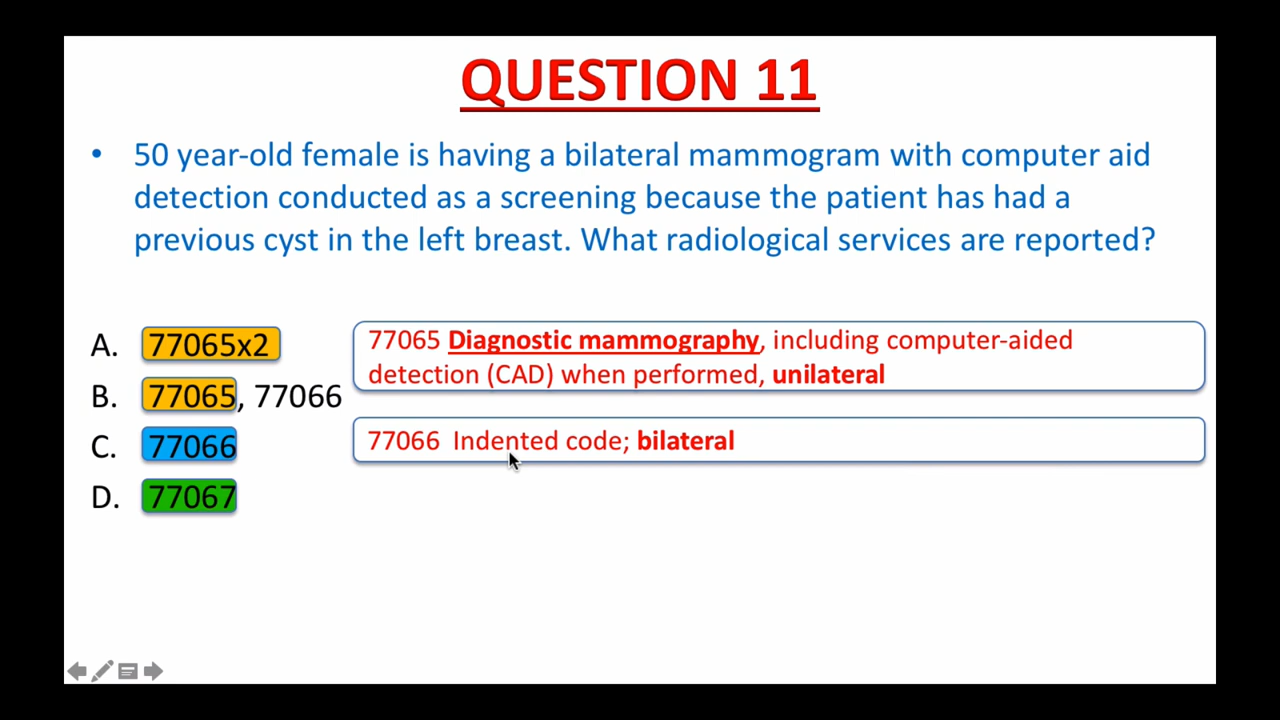 QUESTION 11
• 50 year-old female is having a bilateral mammogram with computer aid
detection conducted as a screening because the patient has had a
previous cyst in the left breast. What radiological services are reported?
A. 77065x2
B. 77065, 77066
C. 77066
D. 77067
77065 Diagnostic mammography, including computer-aided
detection (CAD) when performed, unilateral
77066 Indented code; bilateral